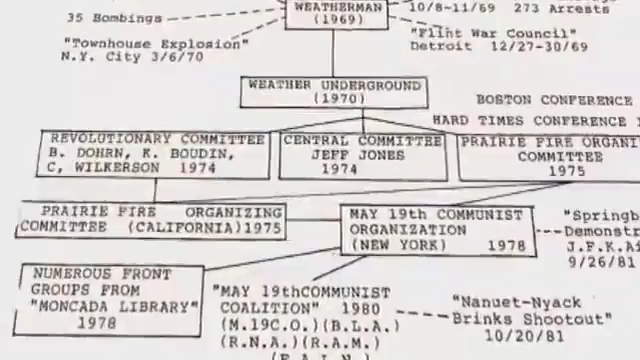 WEATHERMAN
(1969)
10/8-11/69 273 Arrests
35 Bombings
"Townhouse Explosion"
N.Y. City 3/6/70
"Flint War Council"
Detroit 12/27-30/69
WEATHER UNDERGROUND
(1970)
BOSTON CONFERENCE
HARD TIMES CONFERENCE
REVOLUTIONARY COMMITTEE
B. DOHRN, K. BOUDIN,
C, WILKERSON 1974
CENTRAL COMMITTEE
JEFF JONES
1974
PRAIRIE FIRE ORGANI
COMMITTEE
1975
PRAIRIE FIRE ORGANIZING
COMMITTEE (CALIFORNIA)1975
MAY 19th COMMUNIST
ORGANIZATION
(NEW YORK) 1978
"Springb
Demonstr
J.F.K.Ai
9/26/81
NUMEROUS FRONT
GROUPS FROM
"MONCADA LIBRARY"
1978
"MAY 19thCOMMUNIST
COALITION" 1980
(M.19C.O.)(B.L.A.)
(R.N.A.)(R.A.M.)
(F.A.L.N.)
"Nanuet-Nyack
Brinks Shootout"
10/20/81